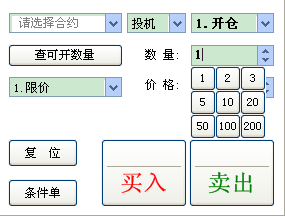 请选择合约 投机 1.开仓
查可开数量 数 量: 1
1.限价 价 格:
1 2 3
5 10 20
50 100 200
复 位
条件单 买入 卖出